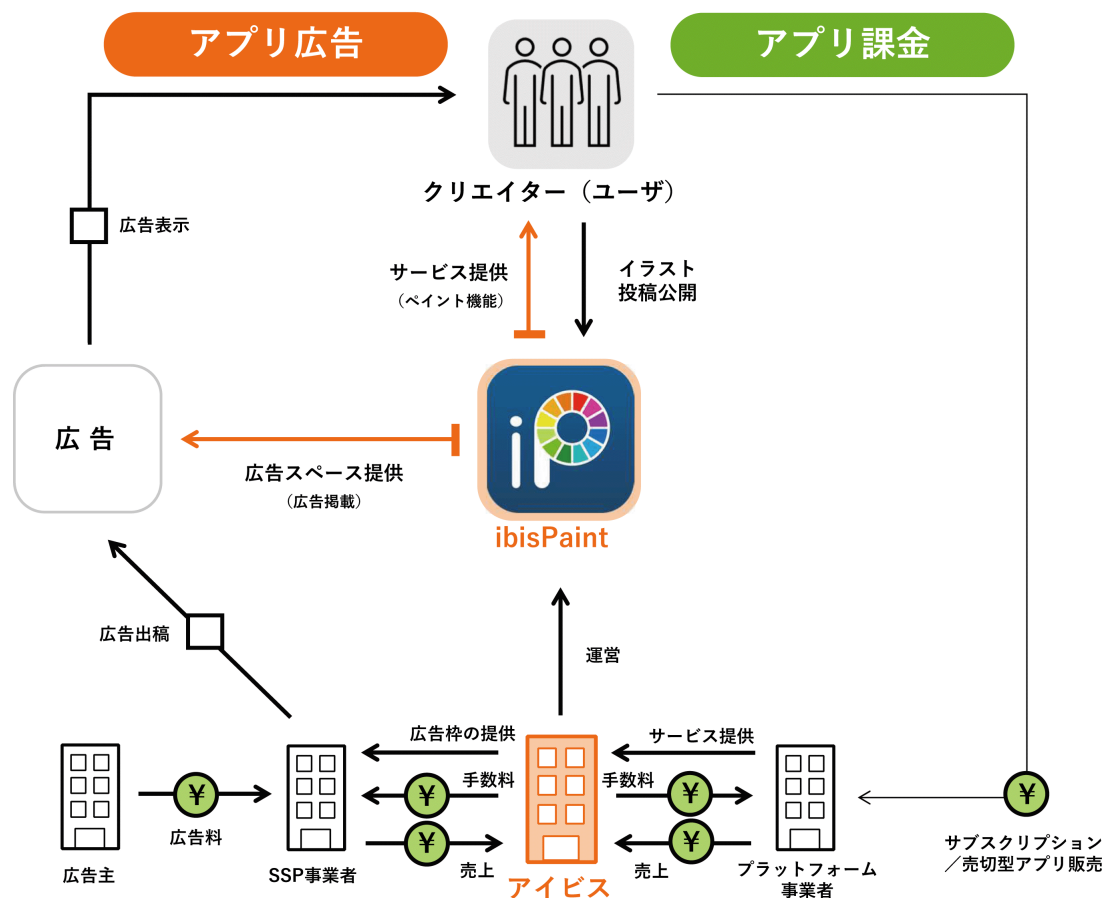 アプリ広告
アプリ課金
クリエイター（ユーザ）
広告表示
サービス提供
（ペイント機能）
イラスト
投稿公開
広告
広告スペース提供
（広告掲載）
iP
ibisPaint
広告出稿
運営
広告枠の提供
サービス提供
手数料
手数料
¥
¥
¥
¥
¥
¥
広告料
売上
売上
広告主
SSP事業者
アイビス
プラットフォーム
事業者
サブスクリプション
／売切型アプリ販売